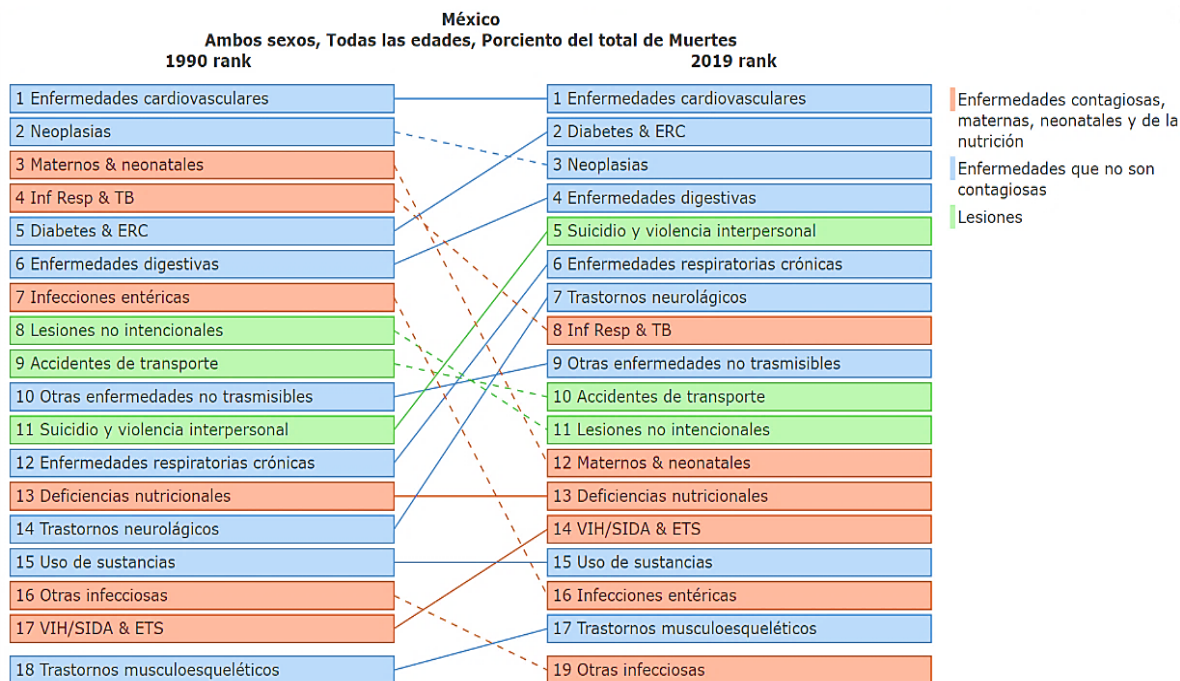 México
Ambos sexos, Todas las edades, Porciento del total de Muertes
1990 rank
2019 rank
1 Enfermedades cardiovasculares
2 Neoplasias
3 Maternos & neonatales
4 Inf Resp & TB
5 Diabetes & ERC
6 Enfermedades digestivas
7 Infecciones entéricas
8 Lesiones no intencionales
9 Accidentes de transporte
10 Otras enfermedades no trasmisibles
11 Suicidio y violencia interpersonal
12 Enfermedades respiratorias crónicas
13 Deficiencias nutricionales
14 Trastornos neurolágicos
15 Uso de sustancias
16 Otras infecciosas
17 VIH/SIDA & ETS
18 Trastornos musculoesqueléticos
1 Enfermedades cardiovasculares
2 Diabetes & ERC
3 Neoplasias
4 Enfermedades digestivas
5 Suicidio y violencia interpersonal
6 Enfermedades respiratorias crónicas
7 Trastornos neurolágicos
8 Inf Resp & TB
9 Otras enfermedades no trasmisibles
10 Accidentes de transporte
11 Lesiones no intencionales
12 Maternos & neonatales
13 Deficiencias nutricionales
14 VIH/SIDA & ETS
15 Uso de sustancias
16 Infecciones entéricas
17 Trastornos musculoesqueléticos
19 Otras infecciosas
Enfermedades contagiosas,
maternas, neonatales y de la
nutrición
Enfermedades que no son
contagiosas
Lesiones